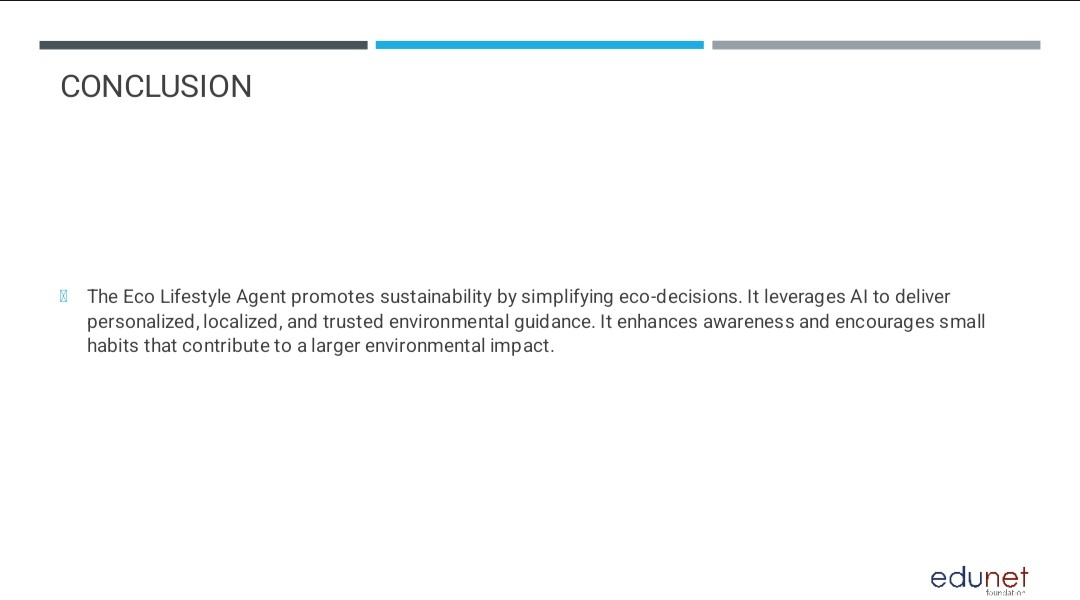 CONCLUSION
The Eco Lifestyle Agent promotes sustainability by simplifying eco-decisions. It leverages AI to deliver
personalized, localized, and trusted environmental guidance. It enhances awareness and encourages small
habits that contribute to a larger environmental impact.
edunet
foundation